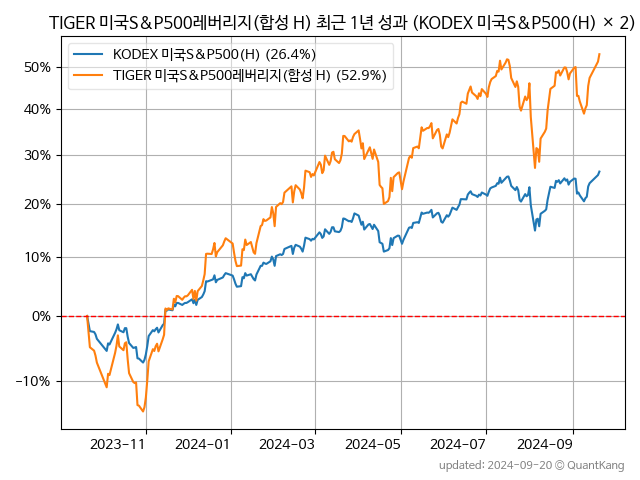 TIGER 미국S&P500레버리지(합성 H) 최근 1년 성과 (KODEX 미국S&P500(H) × 2)
KODEX 미국S&P500(H) (26.4%)
TIGER 미국S&P500레버리지(합성 H) (52.9%)
50%
40%
30%
20%
10%
0%
−10%
2023-11 2024-01 2024-03 2024-05 2024-07 2024-09
updated: 2024-09-20 © QuantKang